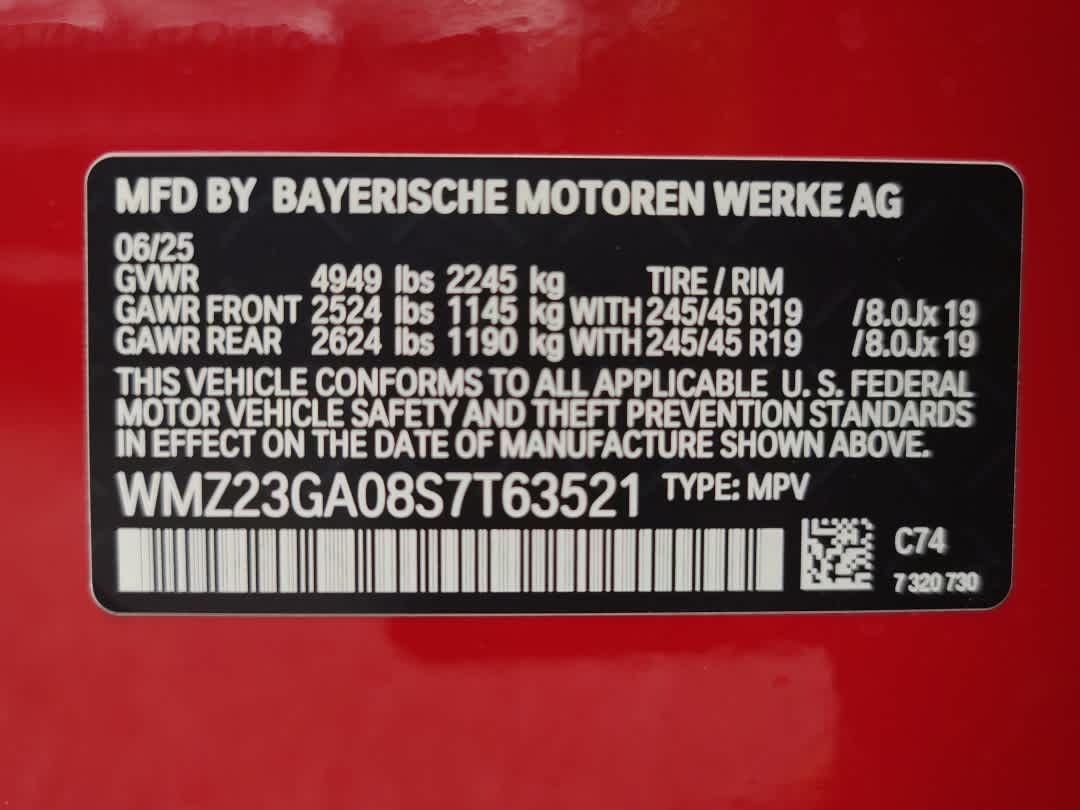 MFD BY BAYERISCHE MOTOREN WERKE AG
06/25
GVWR 4949 lbs 2245 kg TIRE / RIM
GAWR FRONT 2524 lbs 1145 kg WITH 245/45 R19 /8.0Jx 19
GAWR REAR 2624 lbs 1190 kg WITH 245/45 R19 /8.0Jx 19
THIS VEHICLE CONFORMS TO ALL APPLICABLE U. S. FEDERAL
MOTOR VEHICLE SAFETY AND THEFT PREVENTION STANDARDS
IN EFFECT ON THE DATE OF MANUFACTURE SHOWN ABOVE.
WMZ23GA08S7T63521 TYPE: MPV
C74
7 320 730